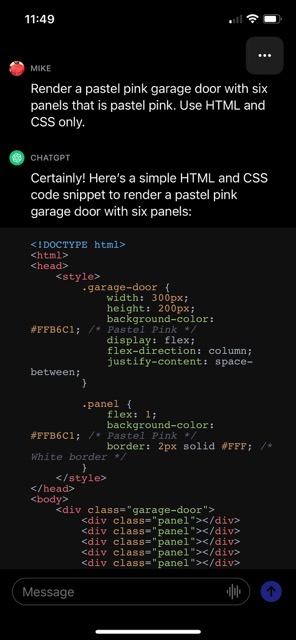 11:49
MIKE
Render a pastel pink garage door with six
panels that is pastel pink. Use HTML and
CSS only.
CHATGPT
Certainly! Here's a simple HTML and CSS
code snippet to render a pastel pink
garage door with six panels:
<!DOCTYPE html>
<html>
<head>
    <style>
        .garage-door {
            width: 300px;
            height: 200px;
            background-color:
#FFB6C1; /* Pastel Pink */
            display: flex;
            flex-direction: column;
            justify-content: space-
between;
        }

        .panel {
            flex: 1;
            background-color:
#FFB6C1; /* Pastel Pink */
            border: 2px solid #FFF; /*
White border */
        }
    </style>
</head>
<body>
    <div class="garage-door">
        <div class="panel"></div>
        <div class="panel"></div>
        <div class="panel"></div>
        <div class="panel"></div>
        <div class="panel"></div>
Message